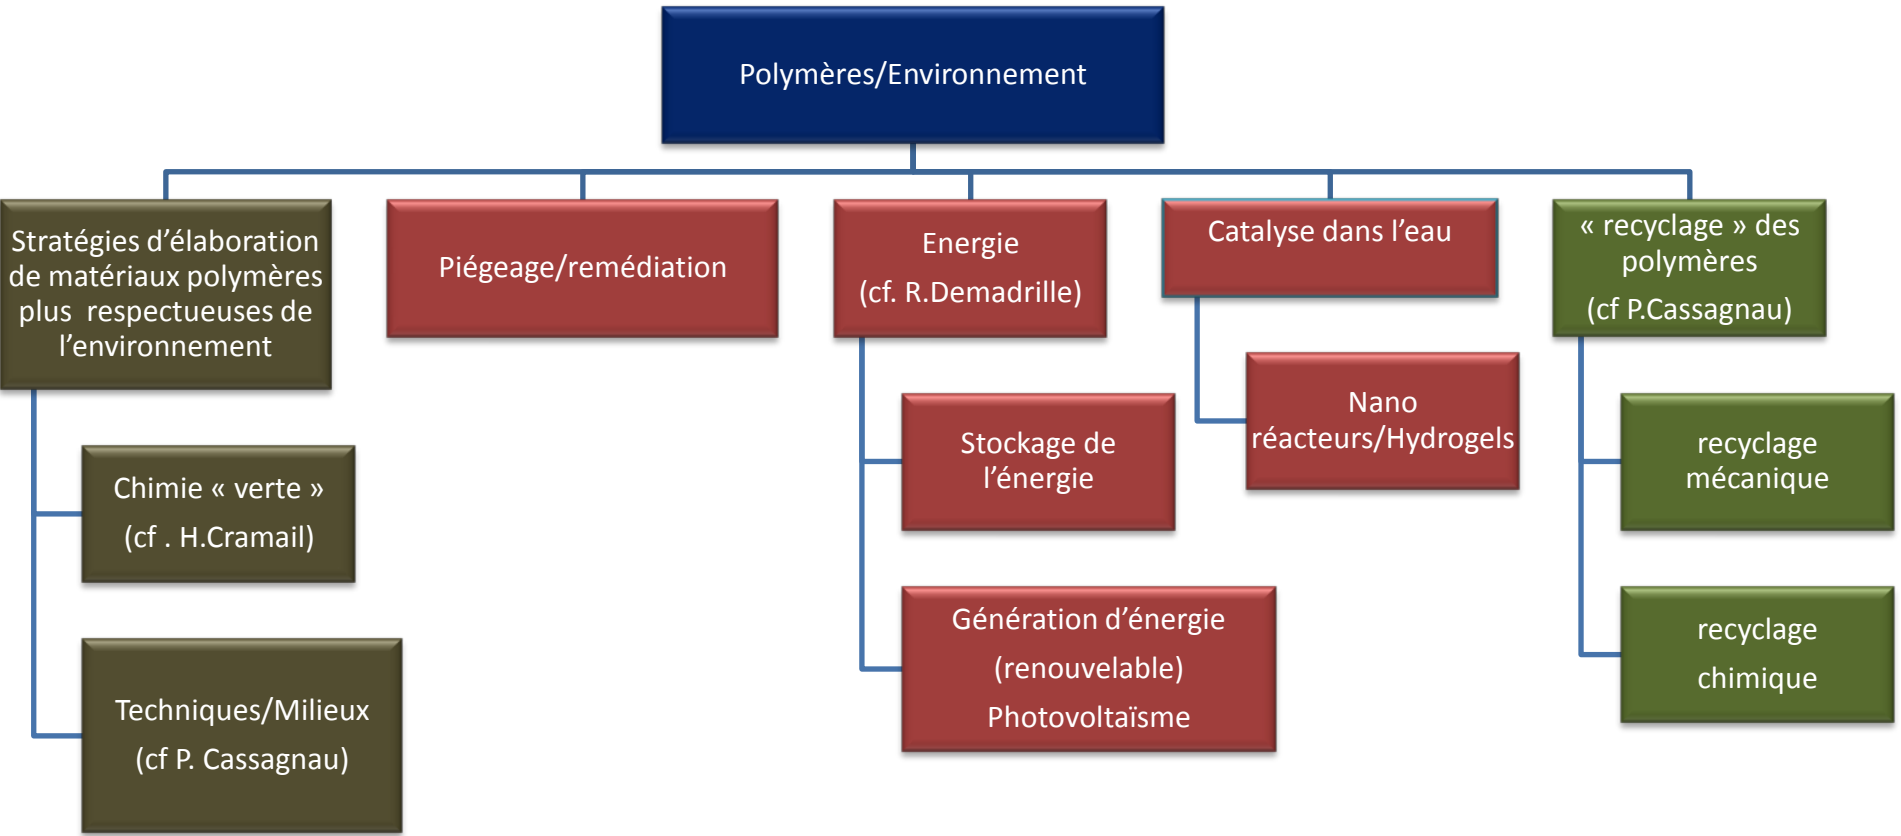 Polymères/Environnement
Stratégies d’élaboration
de matériaux polymères
plus  respectueuses de
l’environnement
Piégeage/remédiation
Energie
(cf. R.Demadrille)
Catalyse dans l’eau
« recyclage » des
polymères
(cf P.Cassagnau)
Chimie « verte »
(cf . H.Cramail)
Techniques/Milieux
(cf P. Cassagnau)
Stockage de
l’énergie
Génération d’énergie
(renouvelable)
Photovoltaïsme
Nano
réacteurs/Hydrogels
recyclage
mécanique
recyclage
chimique